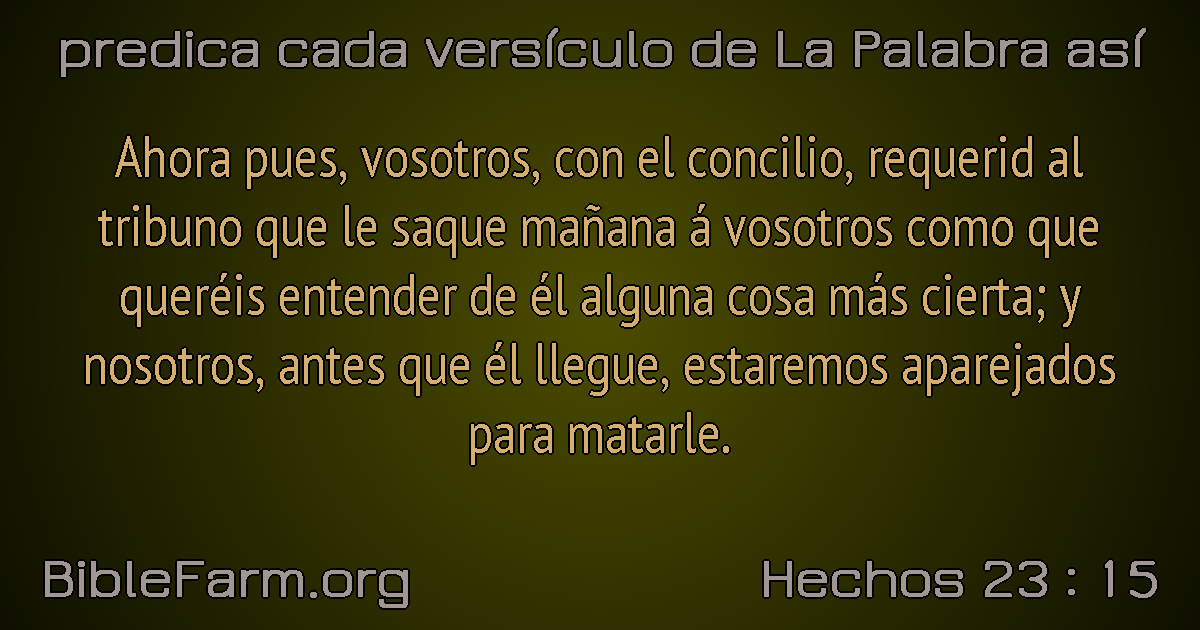 predica cada versículo de La Palabra así
Ahora pues, vosotros, con el concilio, requerid al
tribuno que le saque mañana á vosotros como que
queréis entender de él alguna cosa más cierta; y
nosotros, antes que él llegue, estaremos aparejados
para matarle.
BibleFarm.org
Hechos 23 : 15